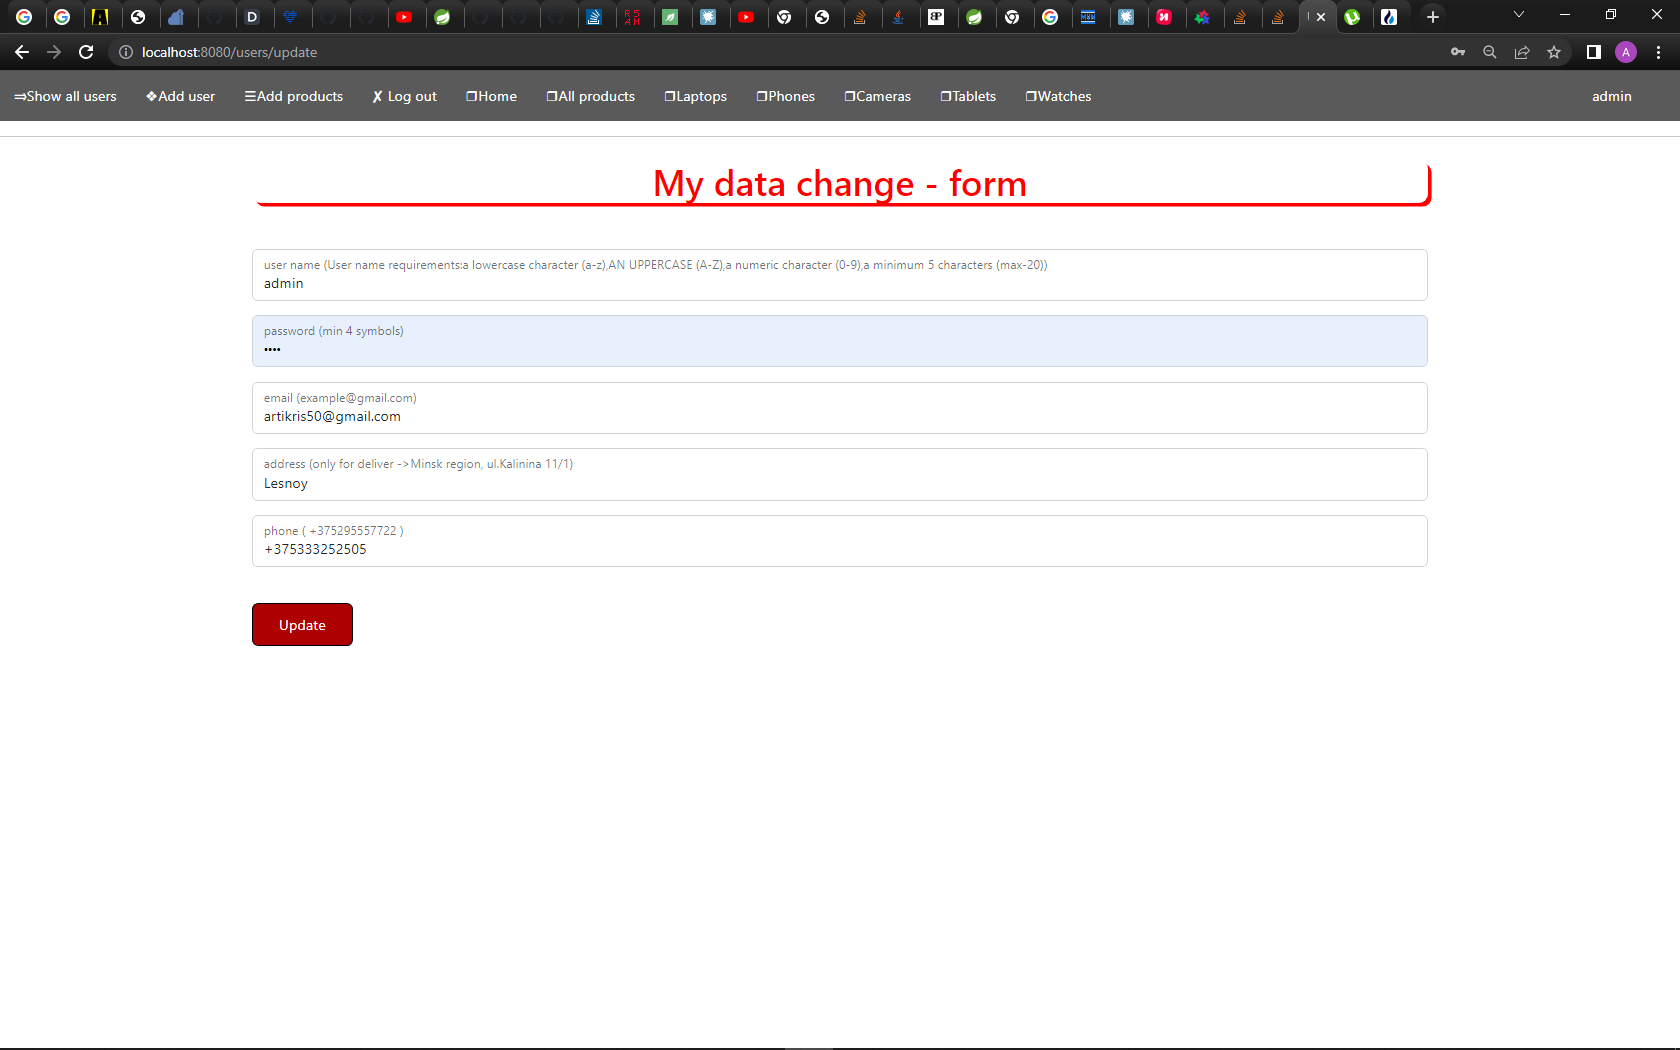 localhost:8080/users/update
A
⇒Show all users ❖Add user ☰Add products ✗ Log out ❐Home ❐All products ❐Laptops ❐Phones ❐Cameras ❐Tablets ❐Watches admin
My data change - form
user name (User name requirements:a lowercase character (a-z),AN UPPERCASE (A-Z),a numeric character (0-9),a minimum 5 characters (max-20))
admin
password (min 4 symbols)
••••
email (example@gmail.com)
artikris50@gmail.com
address (only for deliver ->Minsk region, ul.Kalinina 11/1)
Lesnoy
phone ( +375295557722 )
+375333252505
Update